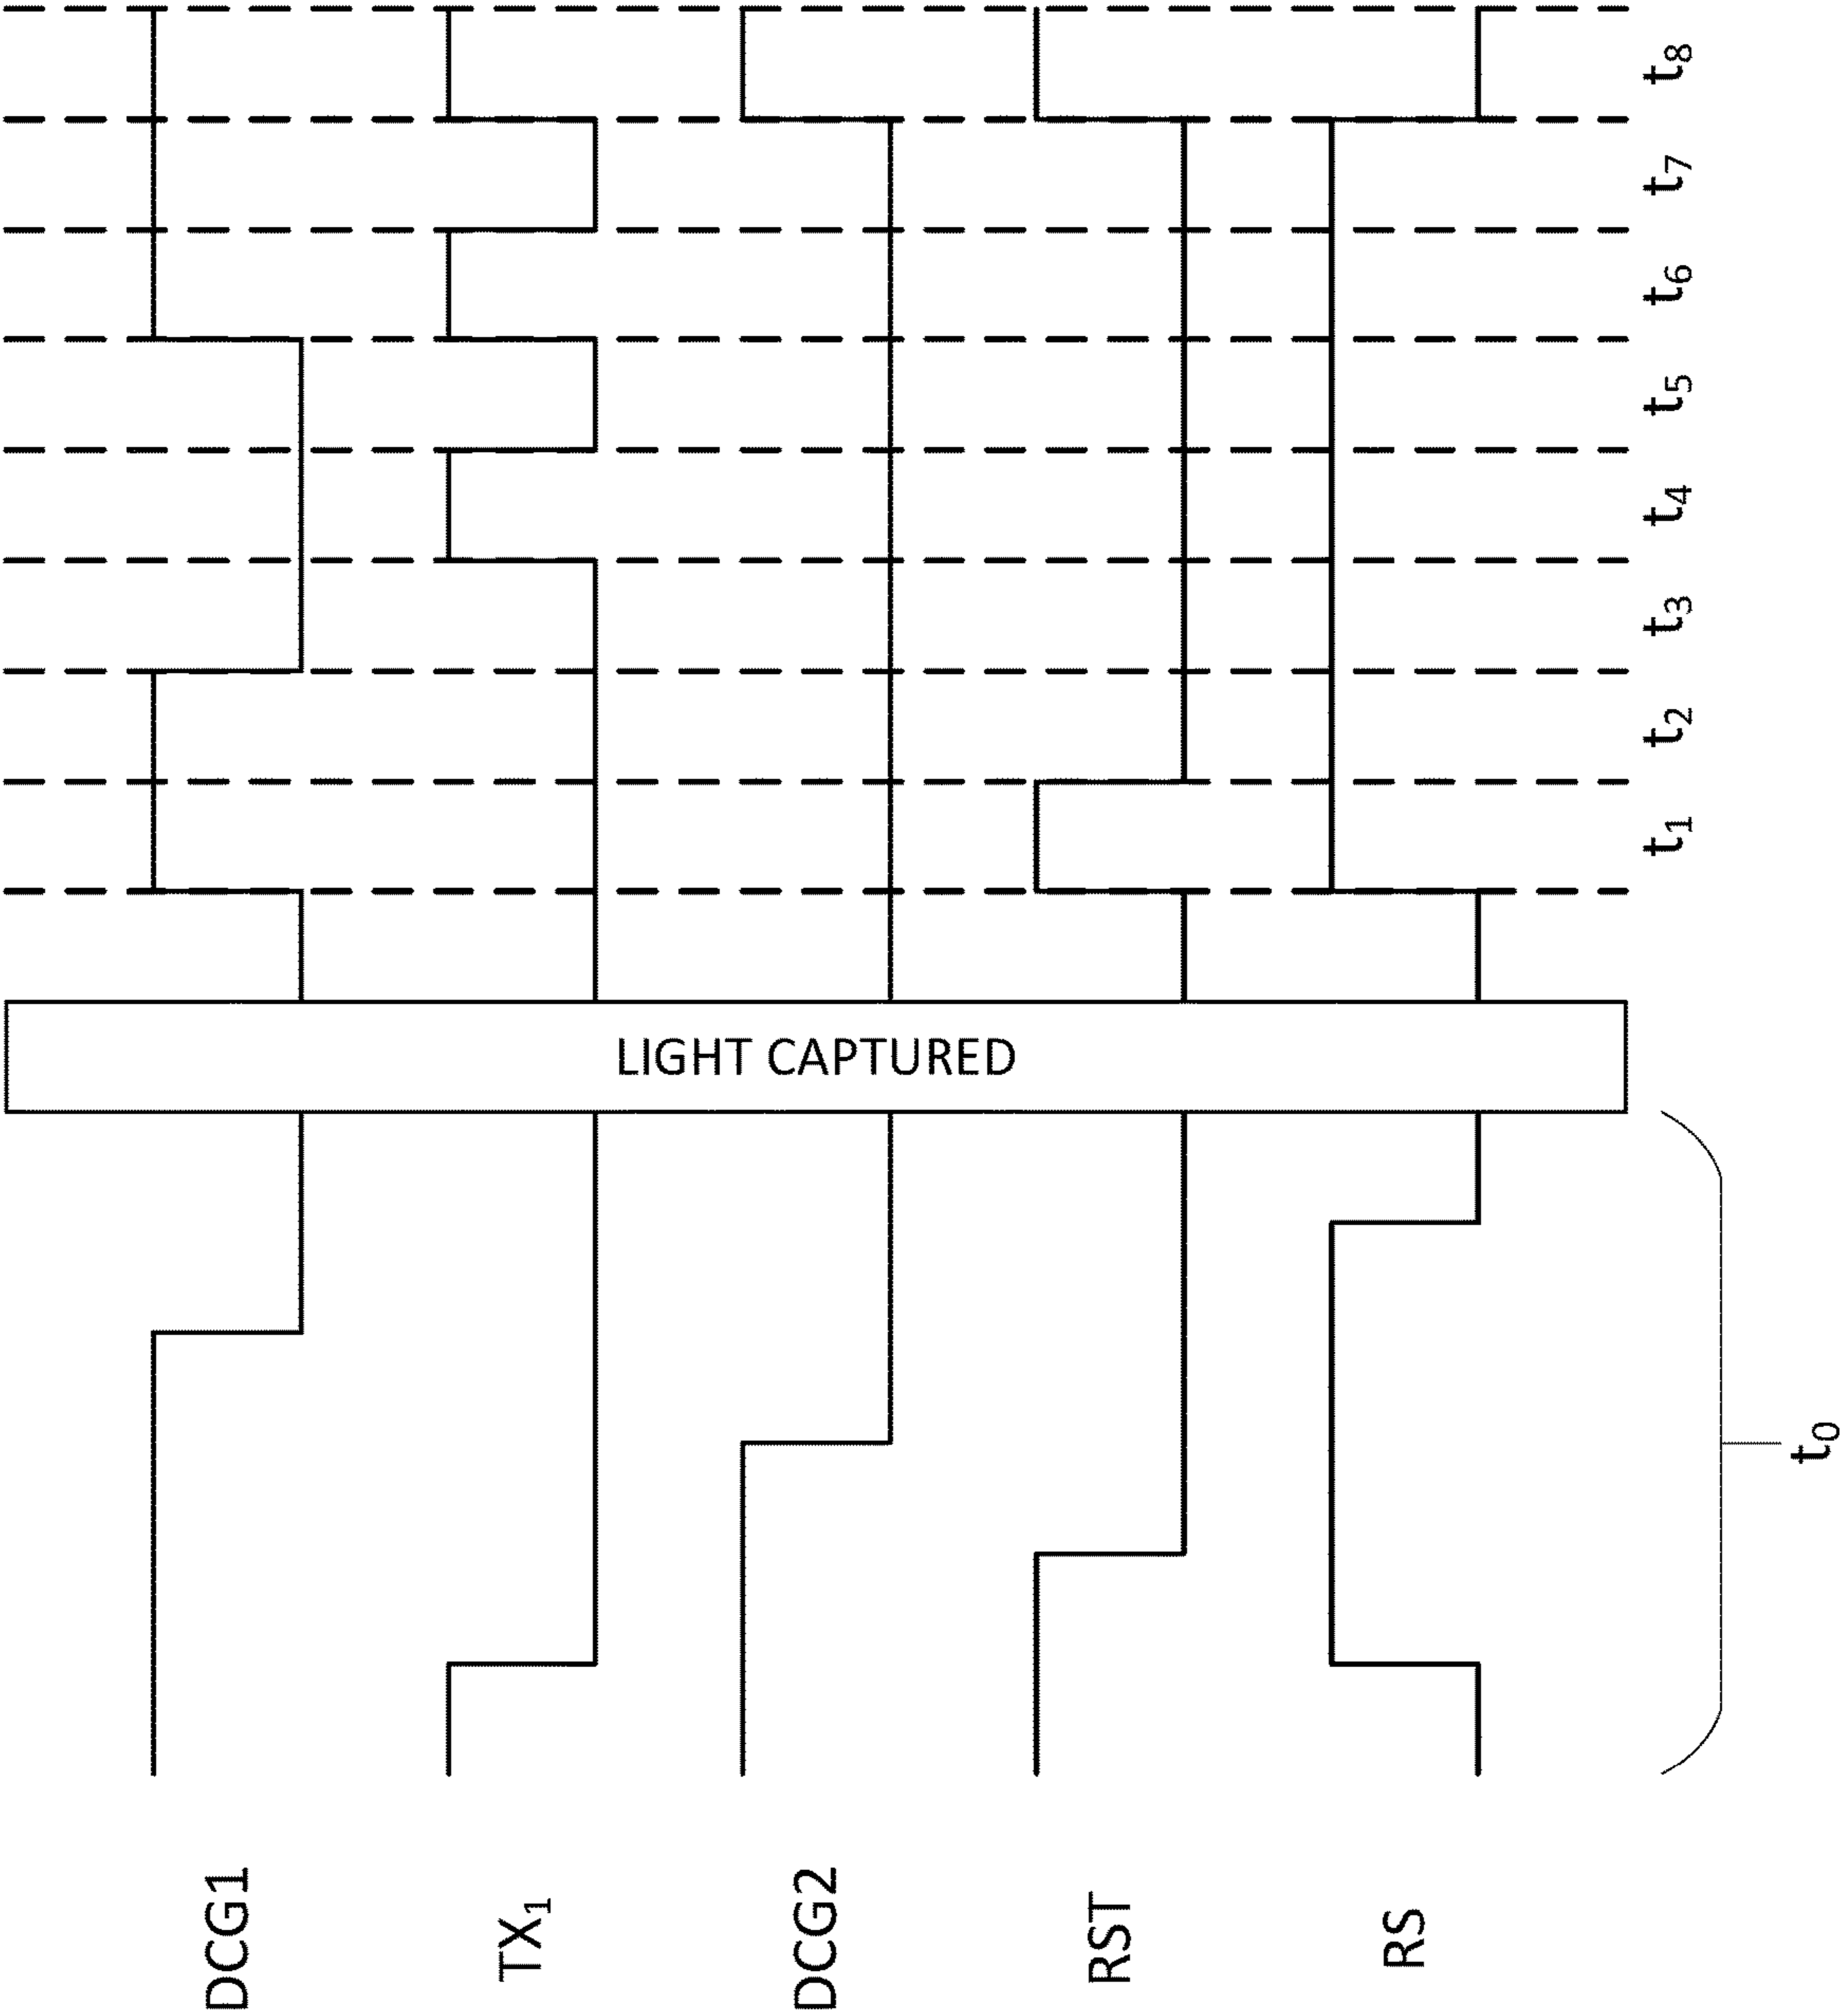 DCG1
TX₁
DCG2
RST
RS
LIGHT CAPTURED
t₀
t₁
t₂
t₃
t₄
t₅
t₆
t₇
t₈